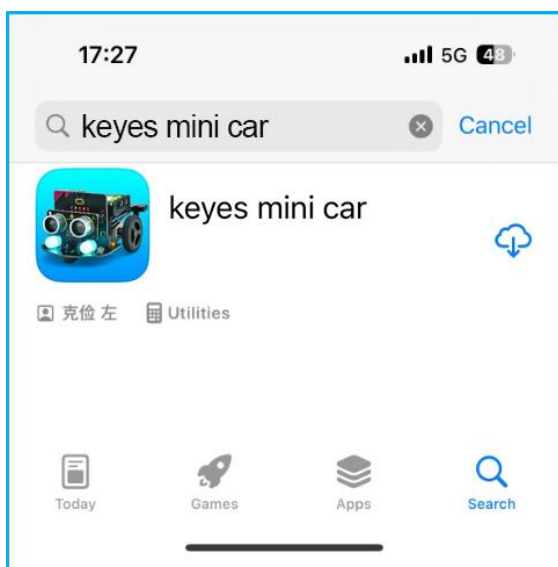 17:27 5G 48
keyes mini car Cancel
keyes mini car
克俭 左 Utilities
Today Games Apps Search